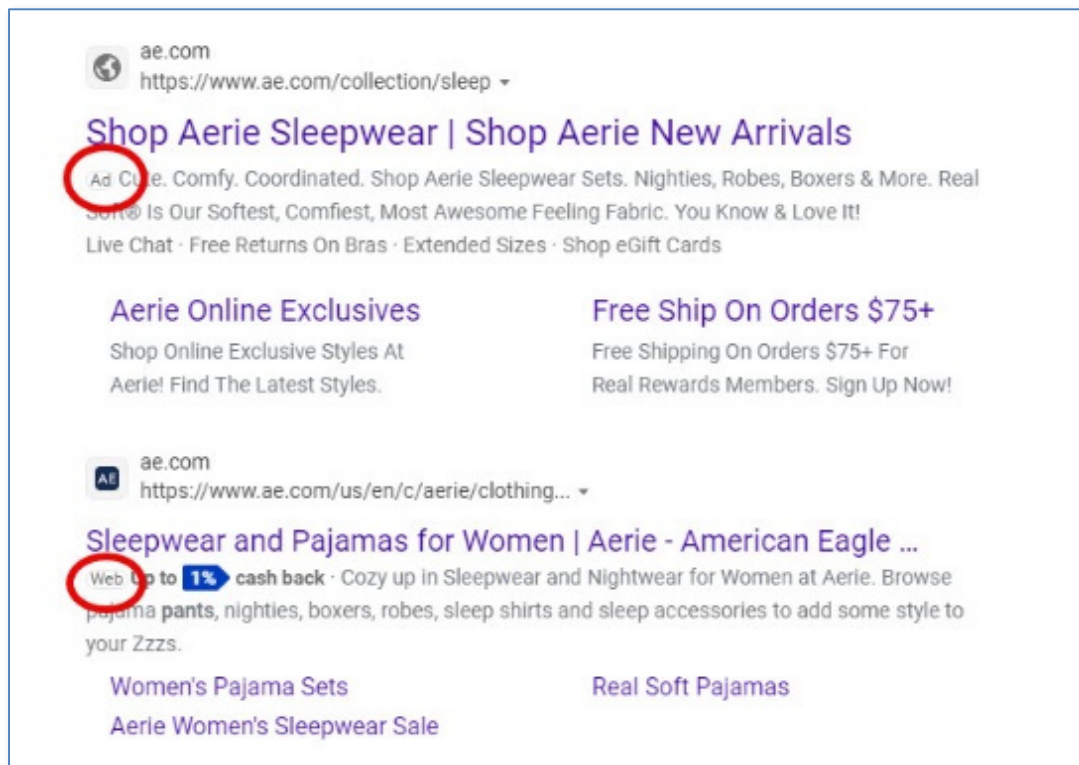 ae.com
https://www.ae.com/collection/sleep
Shop Aerie Sleepwear | Shop Aerie New Arrivals
Ad Cute. Comfy. Coordinated. Shop Aerie Sleepwear Sets. Nighties, Robes, Boxers & More. Real
Soft® Is Our Softest, Comfiest, Most Awesome Feeling Fabric. You Know & Love It!
Live Chat · Free Returns On Bras · Extended Sizes · Shop eGift Cards
Aerie Online Exclusives
Shop Online Exclusive Styles At
Aerie! Find The Latest Styles.
Free Ship On Orders $75+
Free Shipping On Orders $75+ For
Real Rewards Members. Sign Up Now!
AE
ae.com
https://www.ae.com/us/en/c/aerie/clothing...
Sleepwear and Pajamas for Women | Aerie - American Eagle ...
Web Up to 1% cash back · Cozy up in Sleepwear and Nightwear for Women at Aerie. Browse
pajama pants, nighties, boxers, robes, sleep shirts and sleep accessories to add some style to
your Zzzs.
Women's Pajama Sets
Real Soft Pajamas
Aerie Women's Sleepwear Sale